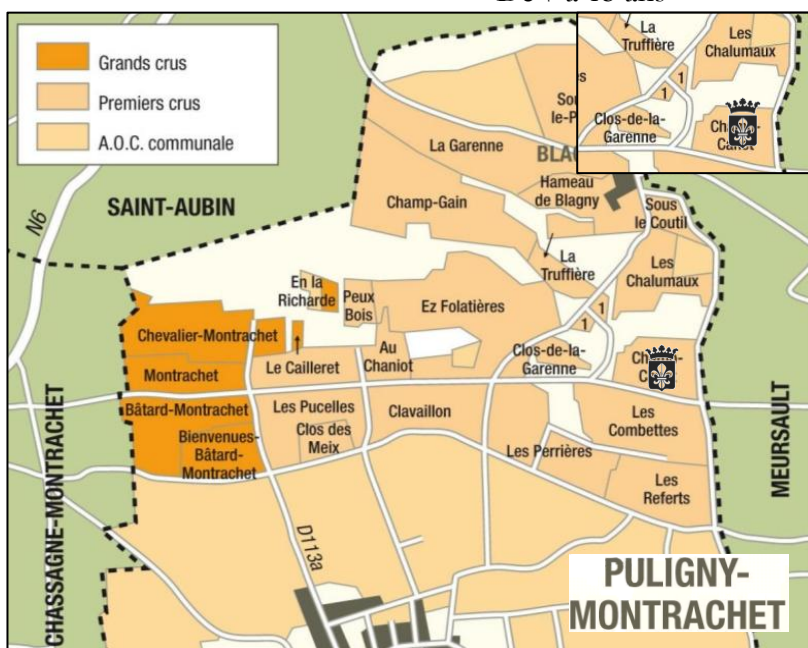 Grands crus
Premiers crus
A.O.C. communale
La
Truffière
Les
Chalumaux
1
1
Clos-de-la-
Garenne
La Garenne
Hameau
de Blagny
SAINT-AUBIN
N6
Champ-Gain
Sous
le Coutil
La
Truffière
Les
Chalumaux
En la
Richarde
Peux
Bois
Ez Folatières
1
1
Chevalier-Montrachet
Au
Chaniot
Clos-de-la-
Garenne
Montrachet
Le Cailleret
Bâtard-Montrachet
Les Pucelles
Clavaillon
Les
Combettes
Bienvenues-
Bâtard-
Montrachet
Clos des
Meix
Les Perrières
Les
Referts
MEURSAULT
CHASSAGNE-MONTRACHET
D113a
PULIGNY-
MONTRACHET